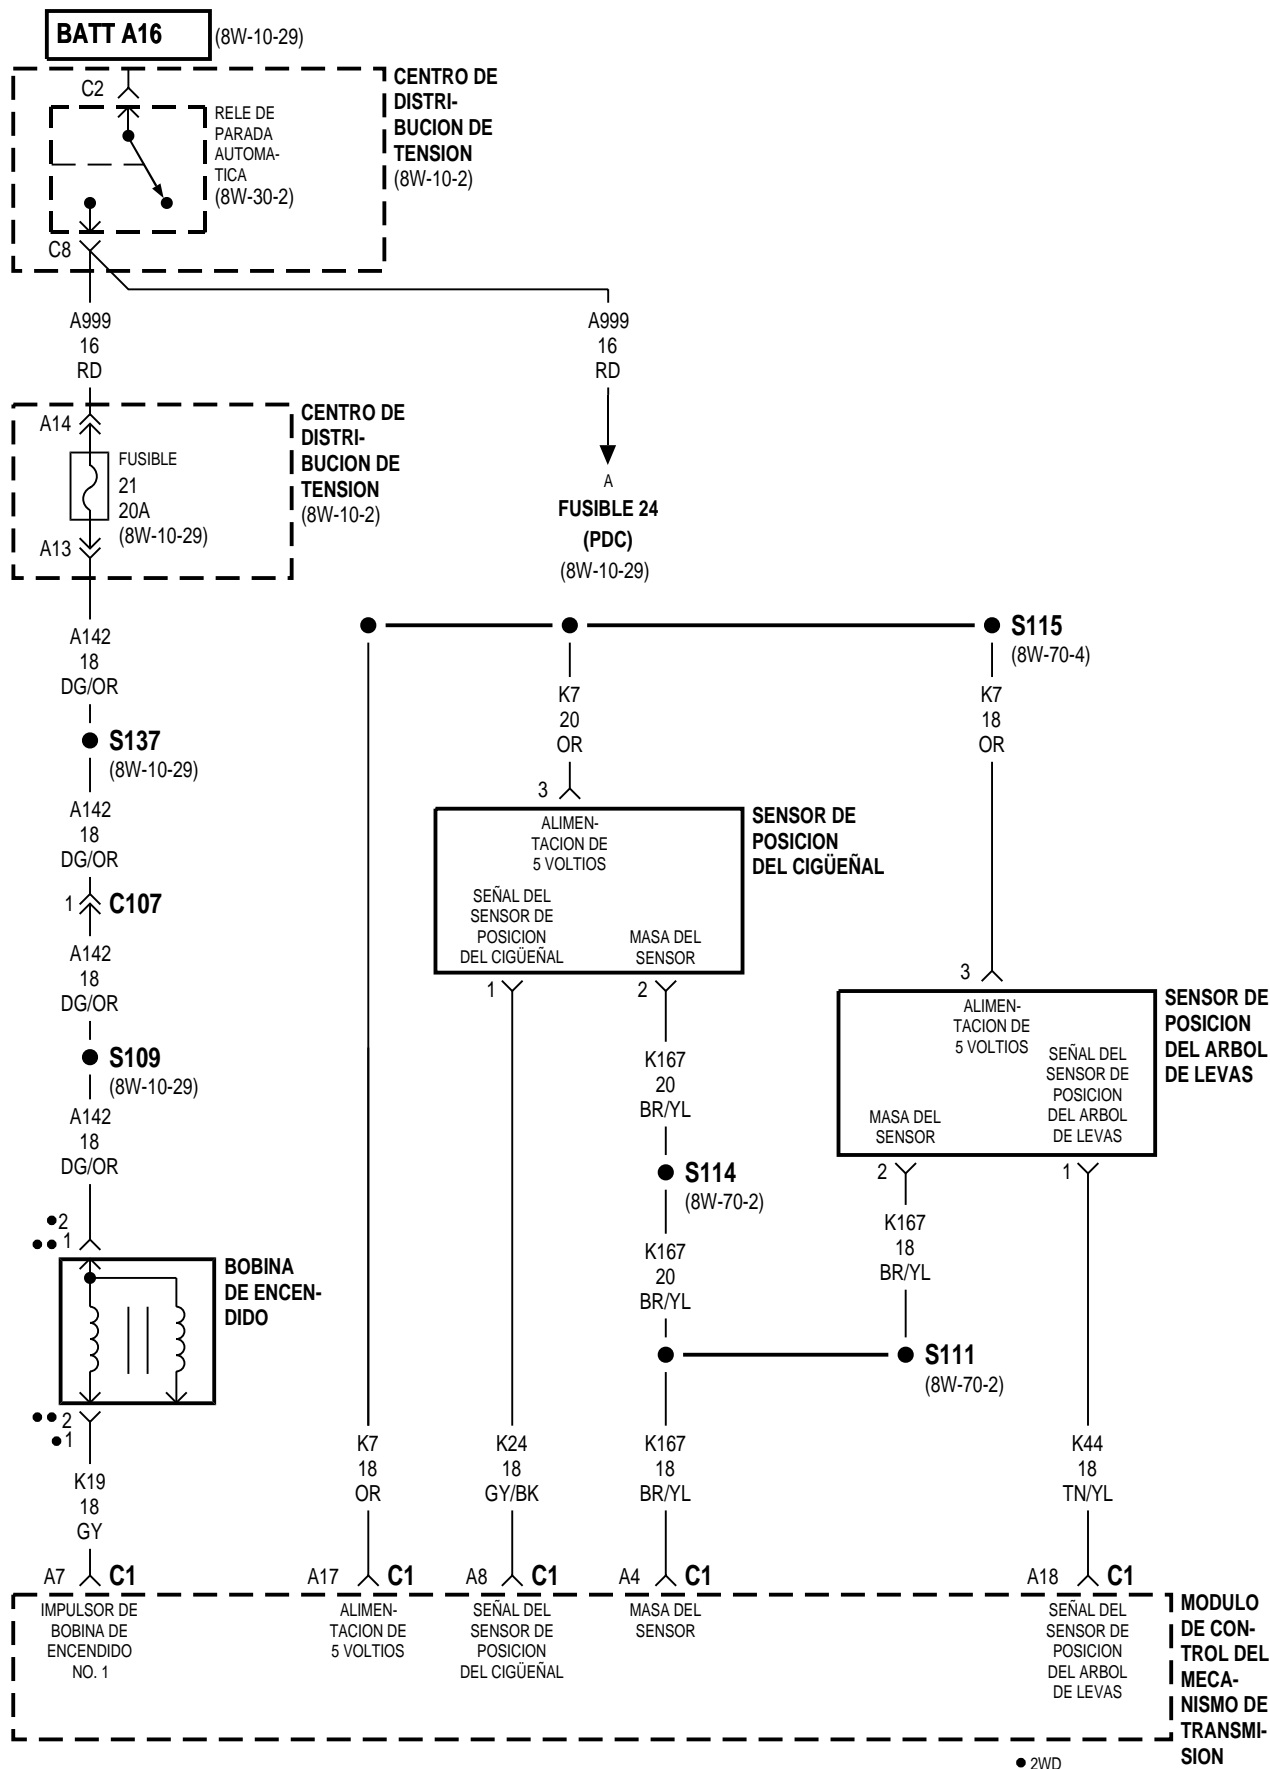 BATT A16 (8W-10-29)
C2
RELE DE
PARADA
AUTOMA-
TICA
(8W-30-2)
CENTRO DE
DISTRI-
BUCION DE
TENSION
(8W-10-2)
C8
A999
16
RD
A999
16
RD
A14
FUSIBLE
21
20A
(8W-10-29)
A13
CENTRO DE
DISTRI-
BUCION DE
TENSION
(8W-10-2)
A
FUSIBLE 24
(PDC)
(8W-10-29)
A142
18
DG/OR
S137
(8W-10-29)
A142
18
DG/OR
1 C107
A142
18
DG/OR
S109
(8W-10-29)
A142
18
DG/OR
●2
●● 1
BOBINA
DE ENCEN-
DIDO
●● 2
●1
K19
18
GY
S115
(8W-70-4)
K7
20
OR
K7
18
OR
3
ALIMEN-
TACION DE
5 VOLTIOS
SEÑAL DEL
SENSOR DE
POSICION
DEL CIGÜEÑAL
MASA DEL
SENSOR
SENSOR DE
POSICION
DEL CIGÜEÑAL
1
2
K167
20
BR/YL
S114
(8W-70-2)
K167
20
BR/YL
3
ALIMEN-
TACION DE
5 VOLTIOS
SEÑAL DEL
SENSOR DE
POSICION
DEL ARBOL
DE LEVAS
MASA DEL
SENSOR
SENSOR DE
POSICION
DEL ARBOL
DE LEVAS
2
1
K167
18
BR/YL
S111
(8W-70-2)
K7
18
OR
K24
18
GY/BK
K167
18
BR/YL
K44
18
TN/YL
A7 C1
A17 C1
A8 C1
A4 C1
A18 C1
IMPULSOR DE
BOBINA DE
ENCENDIDO
NO. 1
ALIMEN-
TACION DE
5 VOLTIOS
SEÑAL DEL
SENSOR DE
POSICION
DEL CIGÜEÑAL
MASA DEL
SENSOR
SEÑAL DEL
SENSOR DE
POSICION
DEL ARBOL
DE LEVAS
MODULO
DE CON-
TROL DEL
MECA-
NISMO DE
TRANSMI-
SION
● 2WD